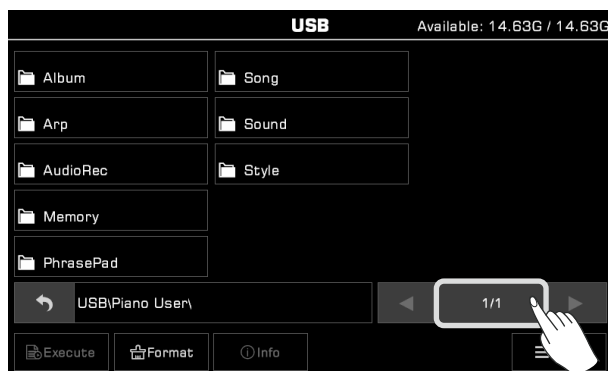 USB Available: 14.63G / 14.63G
Album Song
Arp Sound
AudioRec Style
Memory
PhrasePad
USB\Piano User\ 1/1
Execute Format Info